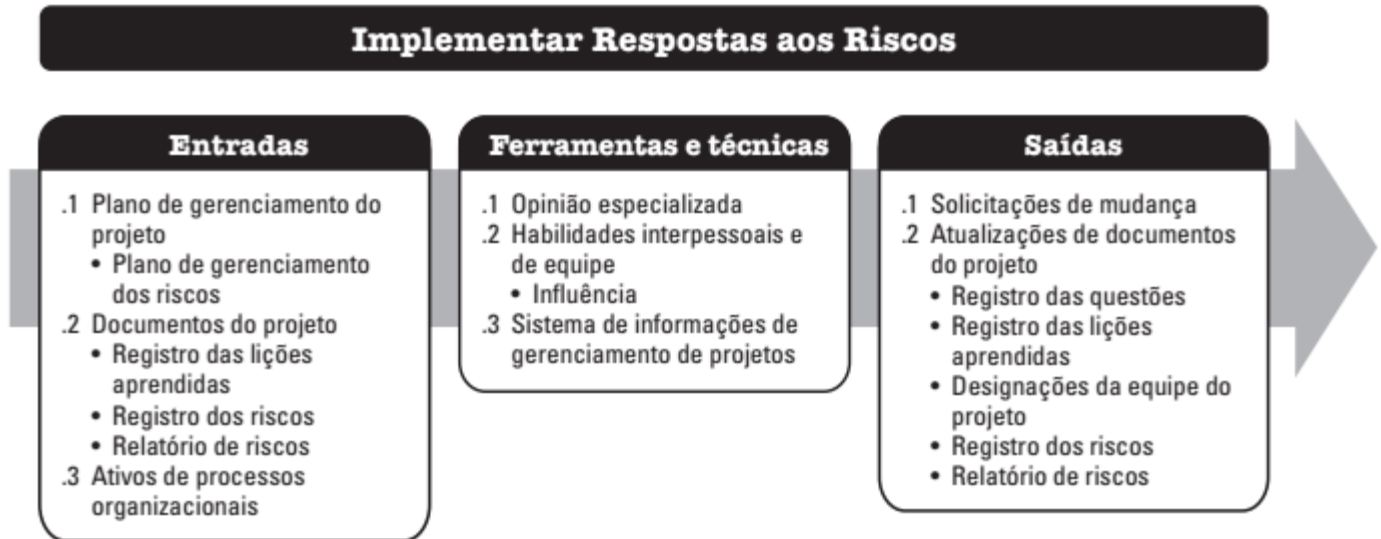 Implementar Respostas aos Riscos
Entradas
.1 Plano de gerenciamento do
projeto
• Plano de gerenciamento
dos riscos
.2 Documentos do projeto
• Registro das lições
aprendidas
• Registro dos riscos
• Relatório de riscos
.3 Ativos de processos
organizacionais
Ferramentas e técnicas
.1 Opinião especializada
.2 Habilidades interpessoais e
de equipe
• Influência
.3 Sistema de informações de
gerenciamento de projetos
Saídas
.1 Solicitações de mudança
.2 Atualizações de documentos
do projeto
• Registro das questões
• Registro das lições
aprendidas
• Designações da equipe do
projeto
• Registro dos riscos
• Relatório de riscos